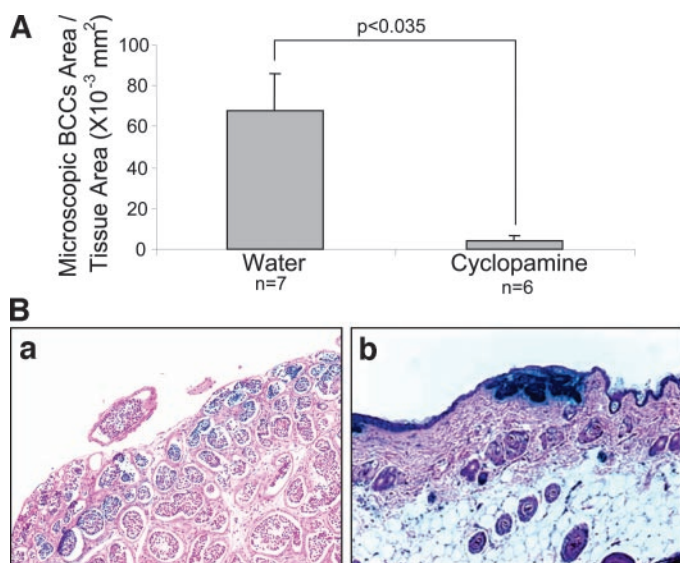 A
Microscopic BCCs Area /
Tissue Area (X10⁻³ mm²)
p<0.035
100
80
60
40
20
0
Water
n=7
Cyclopamine
n=6
B
a
b